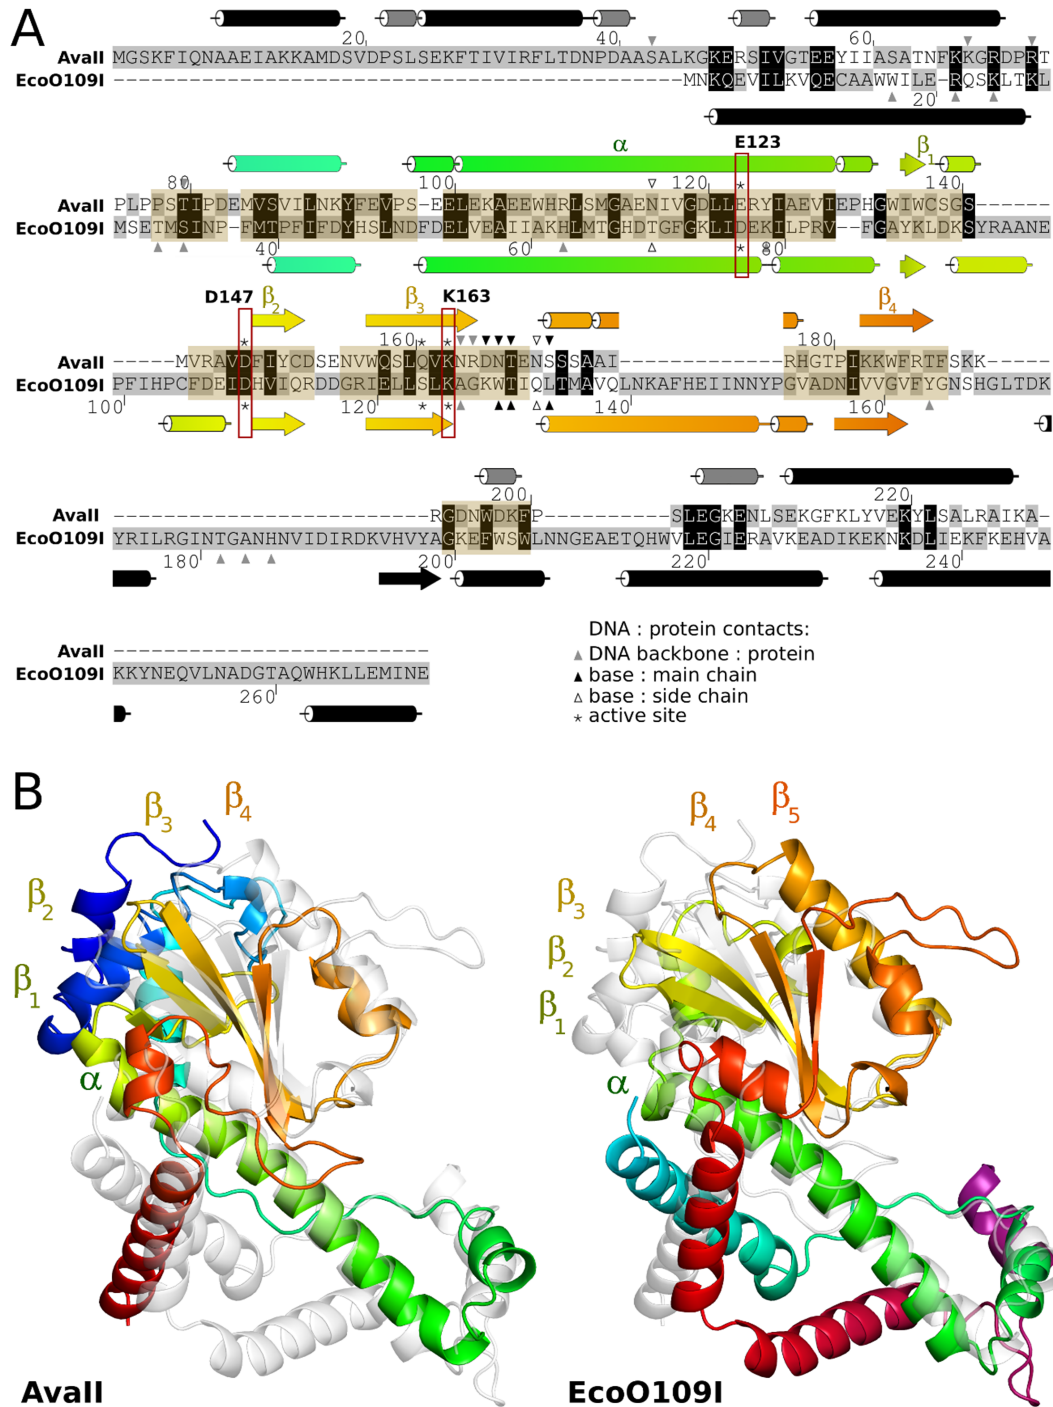 A
20 40 60
AvaII MGSKFIQNAAEIAKKAMDSVDPSLSEKFTIVIRFLTDNPDAASALKGKERSIVGTEEYIIASATNFKKGRDPRT
EcoO109I ---------------------------------------------MNKQEVILKVQECAAWWILE-RQSKLTKL
20
α E123 β1
80 100 120 140
AvaII PLPPSTIPDEMVSVILNKYFEVPS-EELEKAEEWHRLSMGAENIVGDLLERYIAEVIEPHGWIWCSGS------
EcoO109I MSETMSINP-FMTPFIFDYHSLNDFDELVEAIIAKHLMTGHDTGFGKLIDEKILPRV--FGAYKLDKSYRAANE
40 60 80
D147 β2 β3 K163 β4
160 180
AvaII -----MVRAVDFIYCDSENVWQSLQVKNRDNTENSSSAAI-------------RHGTPIKKWFRTFSKK-----
EcoO109I PFIHPCFDEIDHVIQRDDGRIELLSLKAGKWTIQLTMAVQLNKAFHEIINNYPGVADNIVVGVFYGNSHGLTDK
100 120 140 160
200 220
AvaII -------------------------RGDNWDKFP----------SLEGKENLSEKGFKLYVEKYLSALRAIKA-
EcoO109I YRILRGINTGANHNVIDIRDKVHVYAGKEFWSWLNNGEAETQHWVLEGIERAVKEADIKEKNKDLIEKFKEHVA
180 200 220 240
AvaII -------------------------
EcoO109I KKYNEQVLNADGTAQWHKLLEMINE
260
DNA : protein contacts:
▲ DNA backbone : protein
▲ base : main chain
△ base : side chain
* active site
B
β3 β4 β4 β5
β2 β3
β2
β1 β1
α α
AvaII EcoO109I